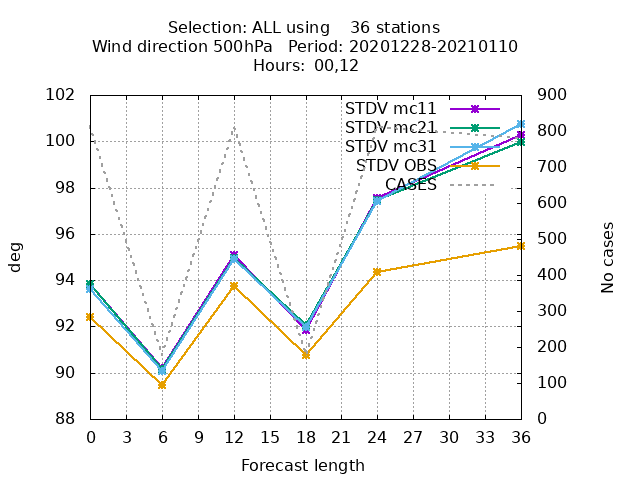 Selection: ALL using    36 stations
Wind direction 500hPa   Period: 20201228-20210110
Hours:  00,12
STDV mc11
STDV mc21
STDV mc31
STDV OBS
CASES
deg
102
100
98
96
94
92
90
88
No cases
900
800
700
600
500
400
300
200
100
0
0 3 6 9 12 15 18 21 24 27 30 33 36
Forecast length